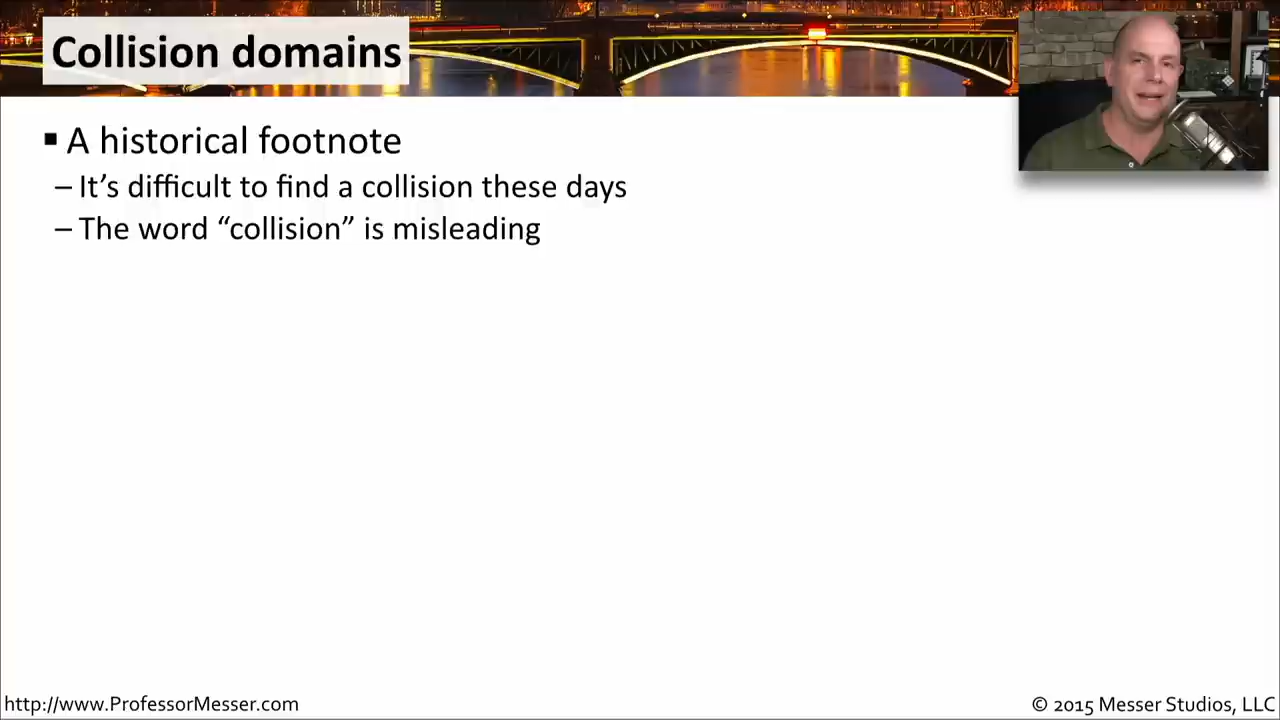 Collision domains
▪ A historical footnote
– It's difficult to find a collision these days
– The word “collision” is misleading
http://www.ProfessorMesser.com
© 2015 Messer Studios, LLC